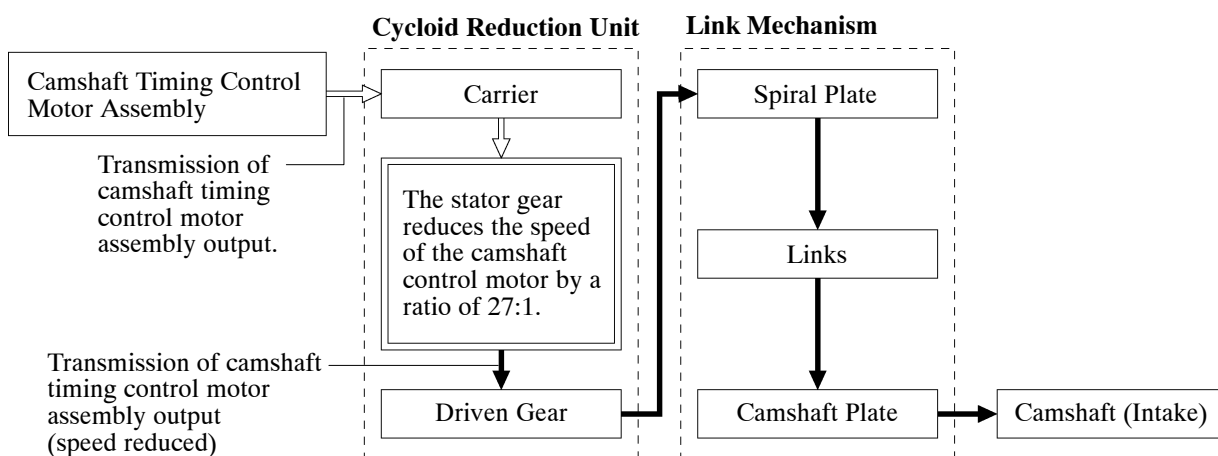 Cycloid Reduction Unit
Link Mechanism
Camshaft Timing Control
Motor Assembly
Carrier
Spiral Plate
Transmission of
camshaft timing
control motor
assembly output.
The stator gear
reduces the speed
of the camshaft
control motor by a
ratio of 27:1.
Links
Transmission of camshaft
timing control motor
assembly output
(speed reduced)
Driven Gear
Camshaft Plate
Camshaft (Intake)